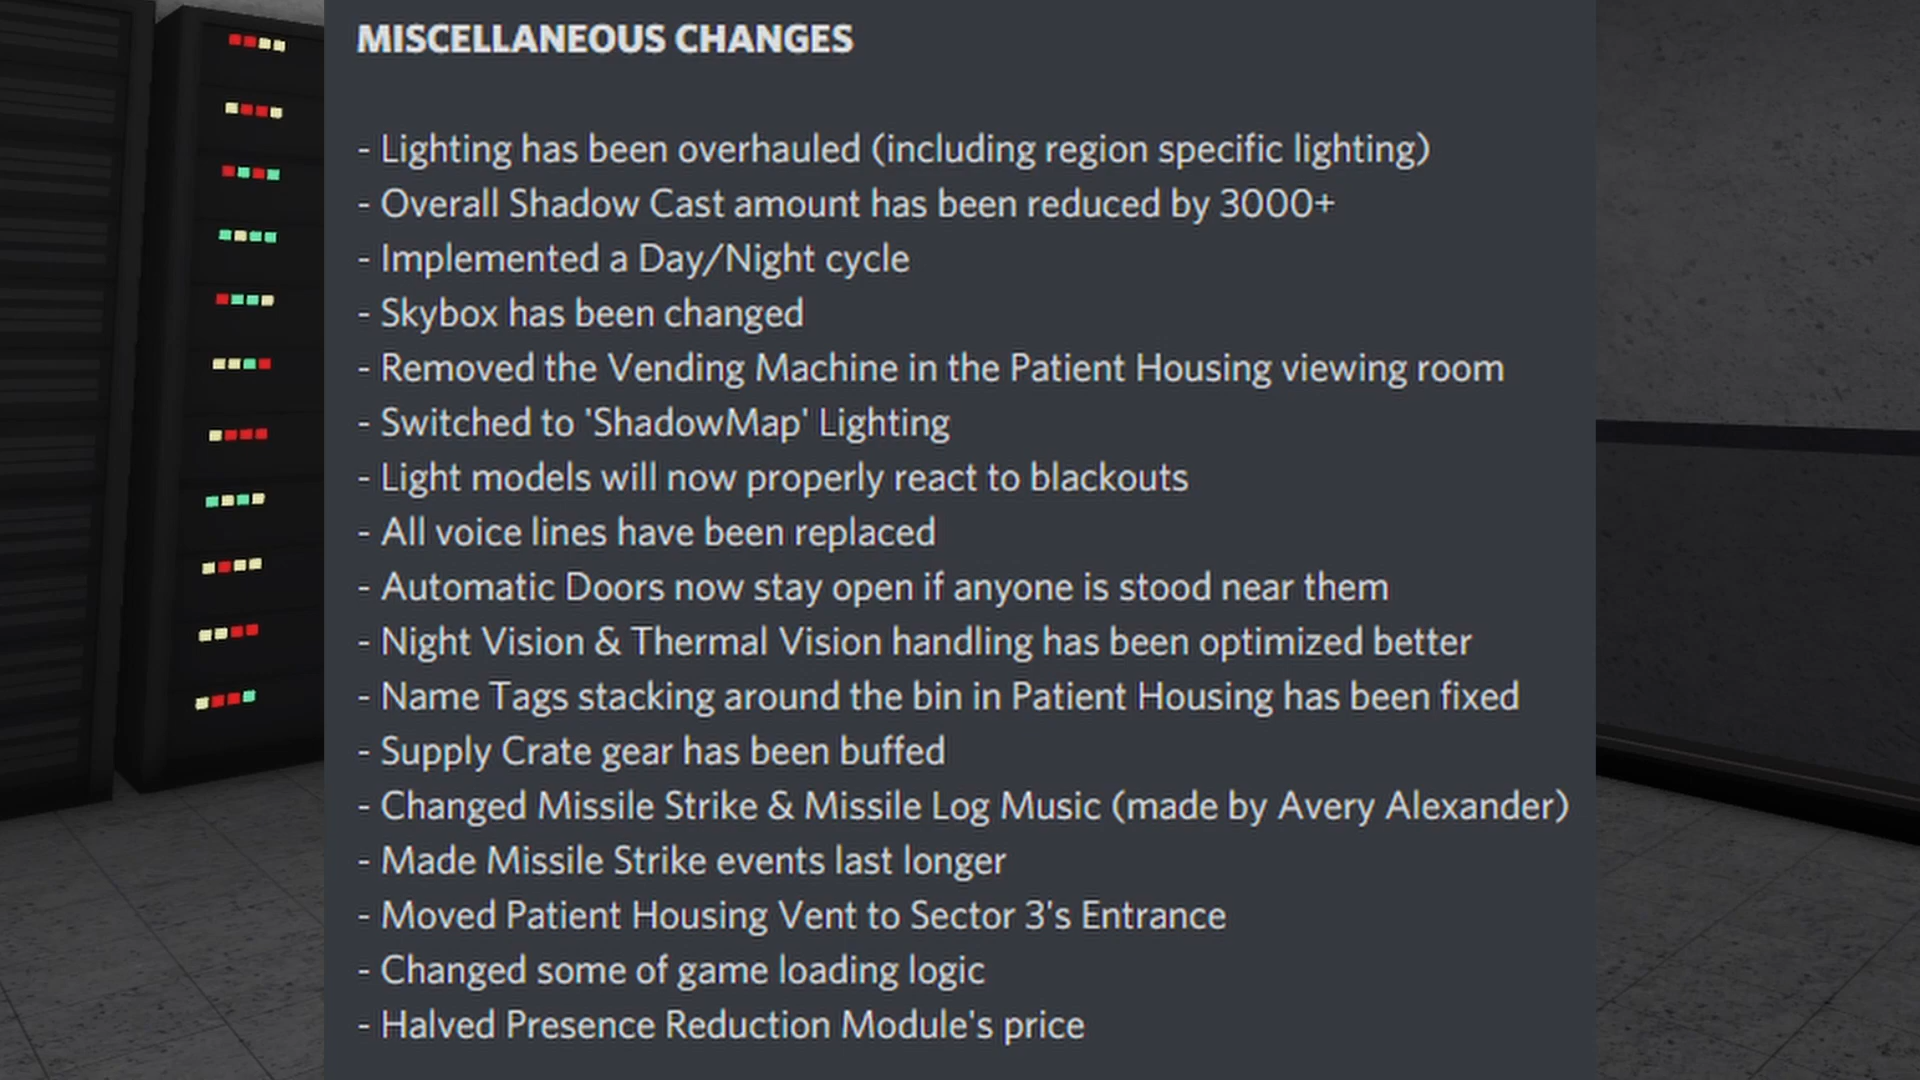 MISCELLANEOUS CHANGES
- Lighting has been overhauled (including region specific lighting)
- Overall Shadow Cast amount has been reduced by 3000+
- Implemented a Day/Night cycle
- Skybox has been changed
- Removed the Vending Machine in the Patient Housing viewing room
- Switched to 'ShadowMap' Lighting
- Light models will now properly react to blackouts
- All voice lines have been replaced
- Automatic Doors now stay open if anyone is stood near them
- Night Vision & Thermal Vision handling has been optimized better
- Name Tags stacking around the bin in Patient Housing has been fixed
- Supply Crate gear has been buffed
- Changed Missile Strike & Missile Log Music (made by Avery Alexander)
- Made Missile Strike events last longer
- Moved Patient Housing Vent to Sector 3's Entrance
- Changed some of game loading logic
- Halved Presence Reduction Module's price